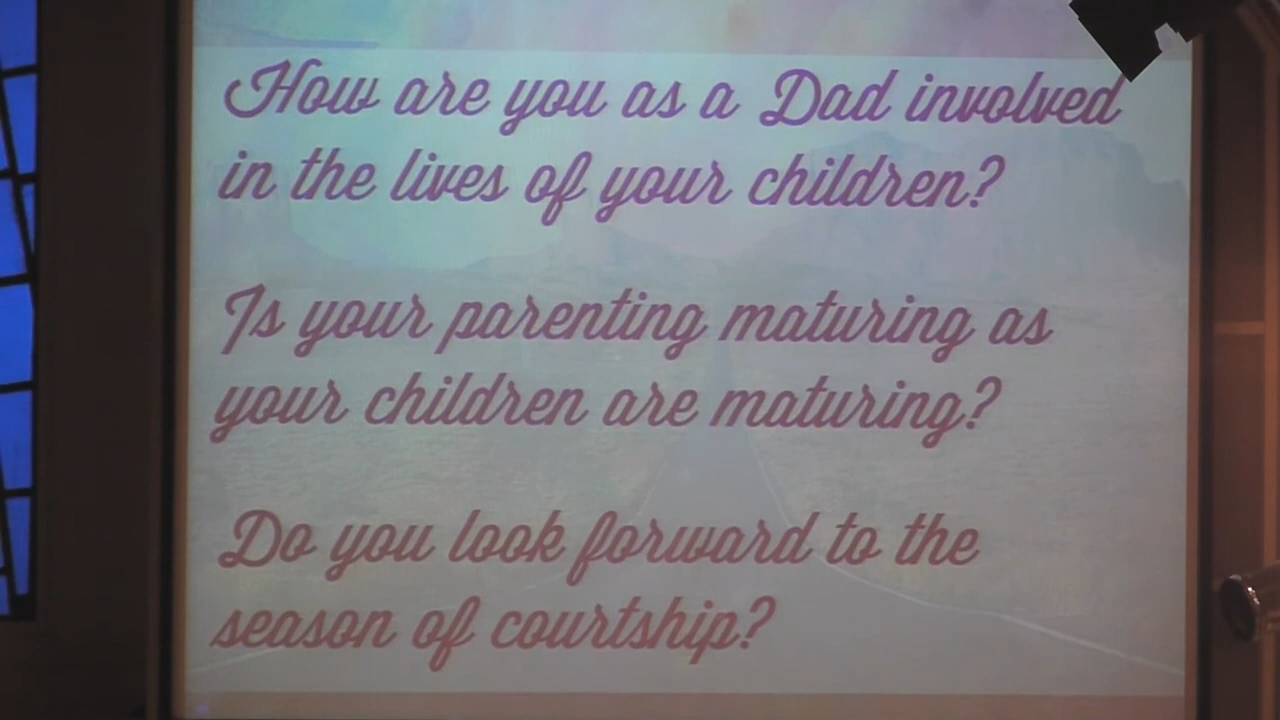 How are you as a Dad involved
in the lives of your children?
Is your parenting maturing as
your children are maturing?
Do you look forward to the
season of courtship?